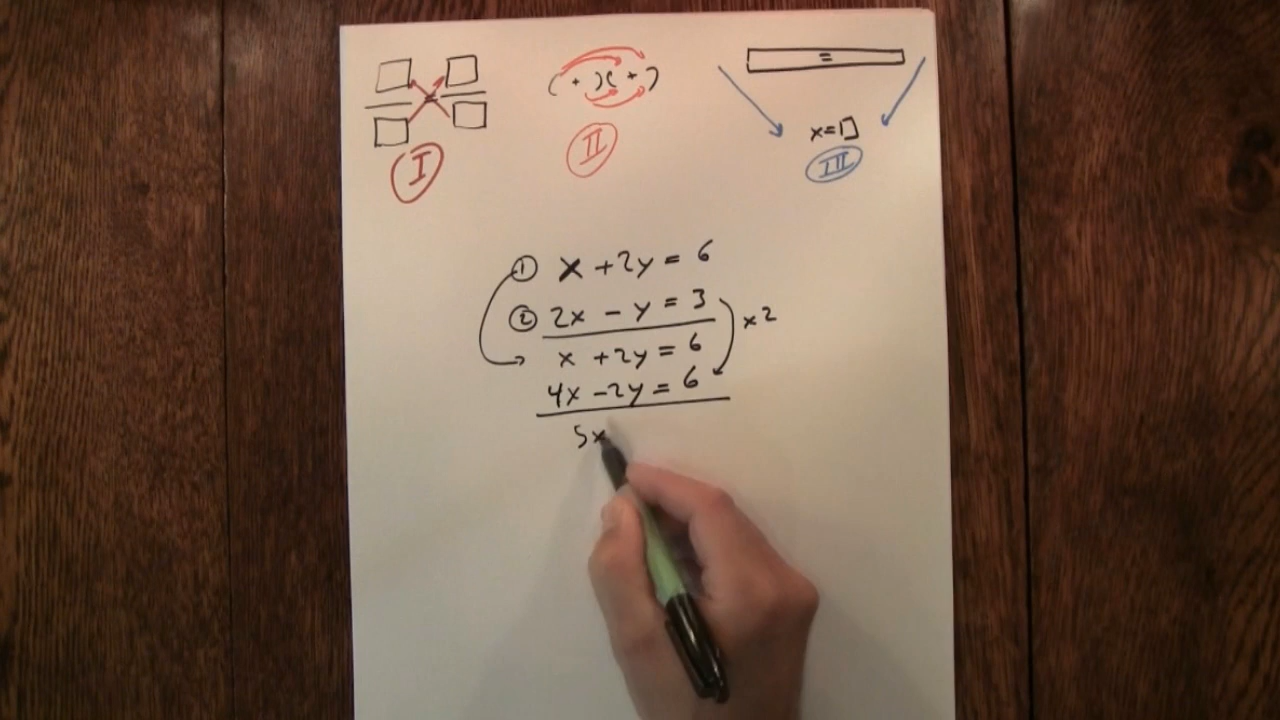 =
( + )( + )
=
x=□
I
II
III
① x + 2y = 6
② 2x - y = 3
x 2
x + 2y = 6
4x - 2y = 6
5x